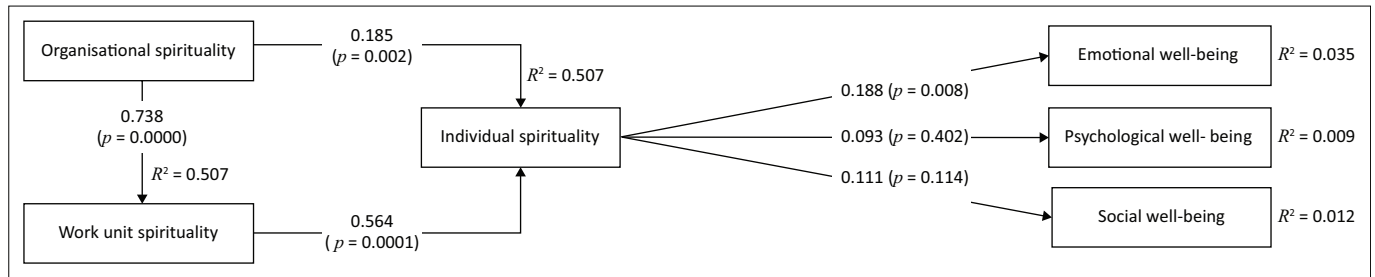 Organisational spirituality
0.185
(p = 0.002)
R² = 0.507
0.738
(p = 0.0000)
R² = 0.507
Work unit spirituality
0.564
( p = 0.0001)
Individual spirituality
0.188 (p = 0.008)
0.093 (p = 0.402)
0.111 (p = 0.114)
Emotional well-being
R² = 0.035
Psychological well- being
R² = 0.009
Social well-being
R² = 0.012